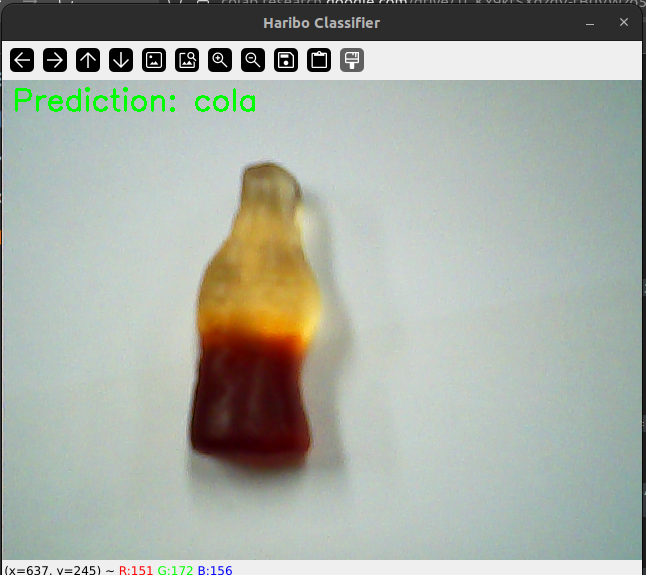 Haribo Classifier
Prediction: cola
(x=637, y=245) ~ R:151 G:172 B:156